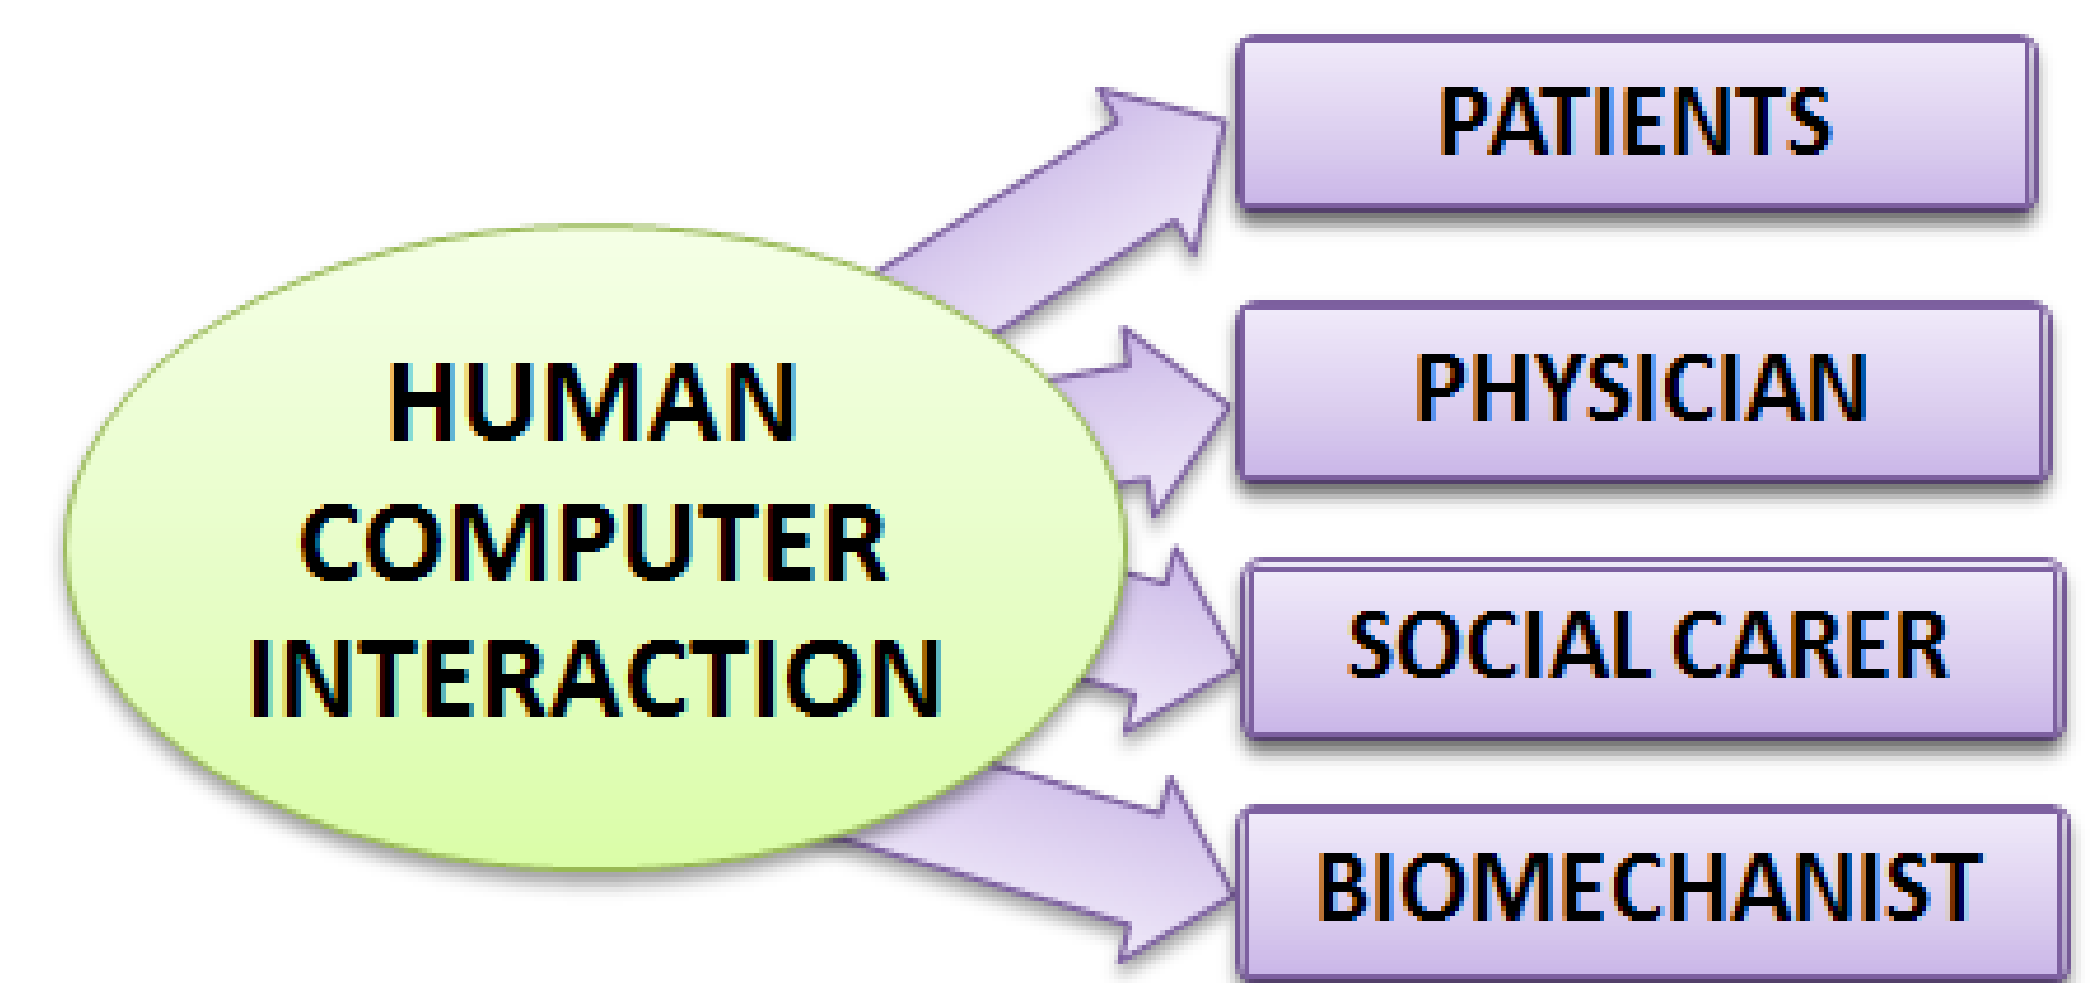 HUMAN
COMPUTER
INTERACTION
PATIENTS
PHYSICIAN
SOCIAL CARER
BIOMECHANIST